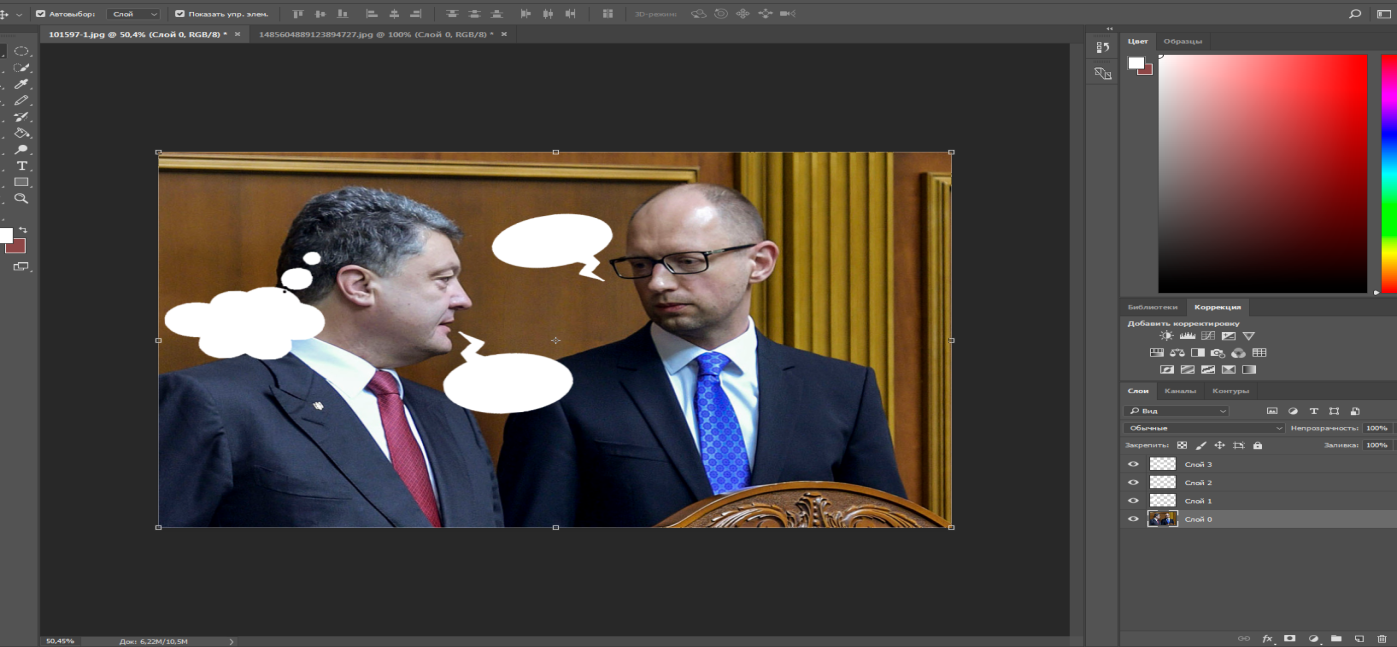 Автовыбор: Слой Показать упр. элем. 3D-режим:
101597-1.jpg @ 50,4% (Слой 0, RGB/8) * × 1485604889123894727.jpg @ 100% (Слой 0, RGB/8) * ×
Цвет Образцы
Библиотеки Коррекция
Добавить корректировку
Слои Каналы Контуры
Вид
Обычные Непрозрачность: 100%
Закрепить: Заливка: 100%
Слой 3
Слой 2
Слой 1
Слой 0
50,45% Док: 6,22M/10,5M